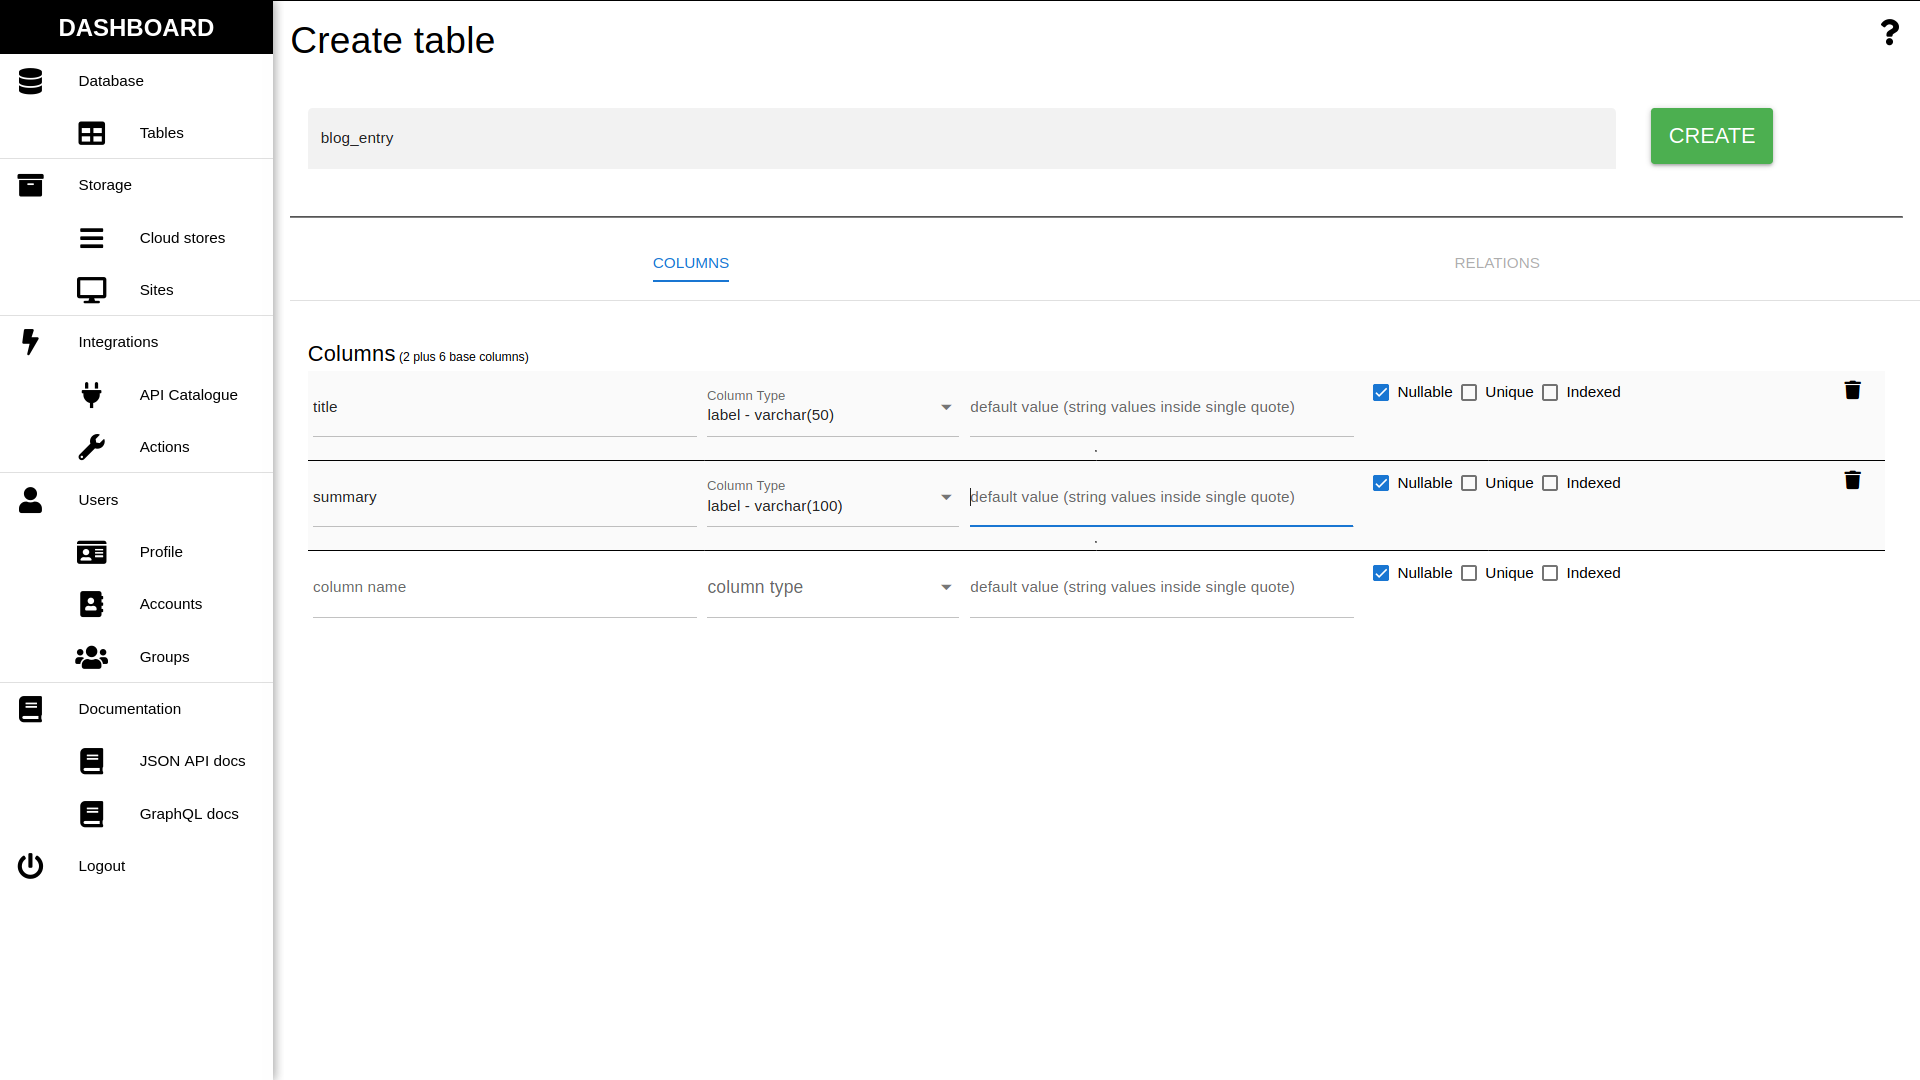 DASHBOARD
Database
Tables
Storage
Cloud stores
Sites
Integrations
API Catalogue
Actions
Users
Profile
Accounts
Groups
Documentation
JSON API docs
GraphQL docs
Logout
Create table
blog_entry
CREATE
COLUMNS RELATIONS
Columns (2 plus 6 base columns)
title Column Type label - varchar(50) default value (string values inside single quote) Nullable Unique Indexed
.
summary Column Type label - varchar(100) default value (string values inside single quote) Nullable Unique Indexed
.
column name column type default value (string values inside single quote) Nullable Unique Indexed